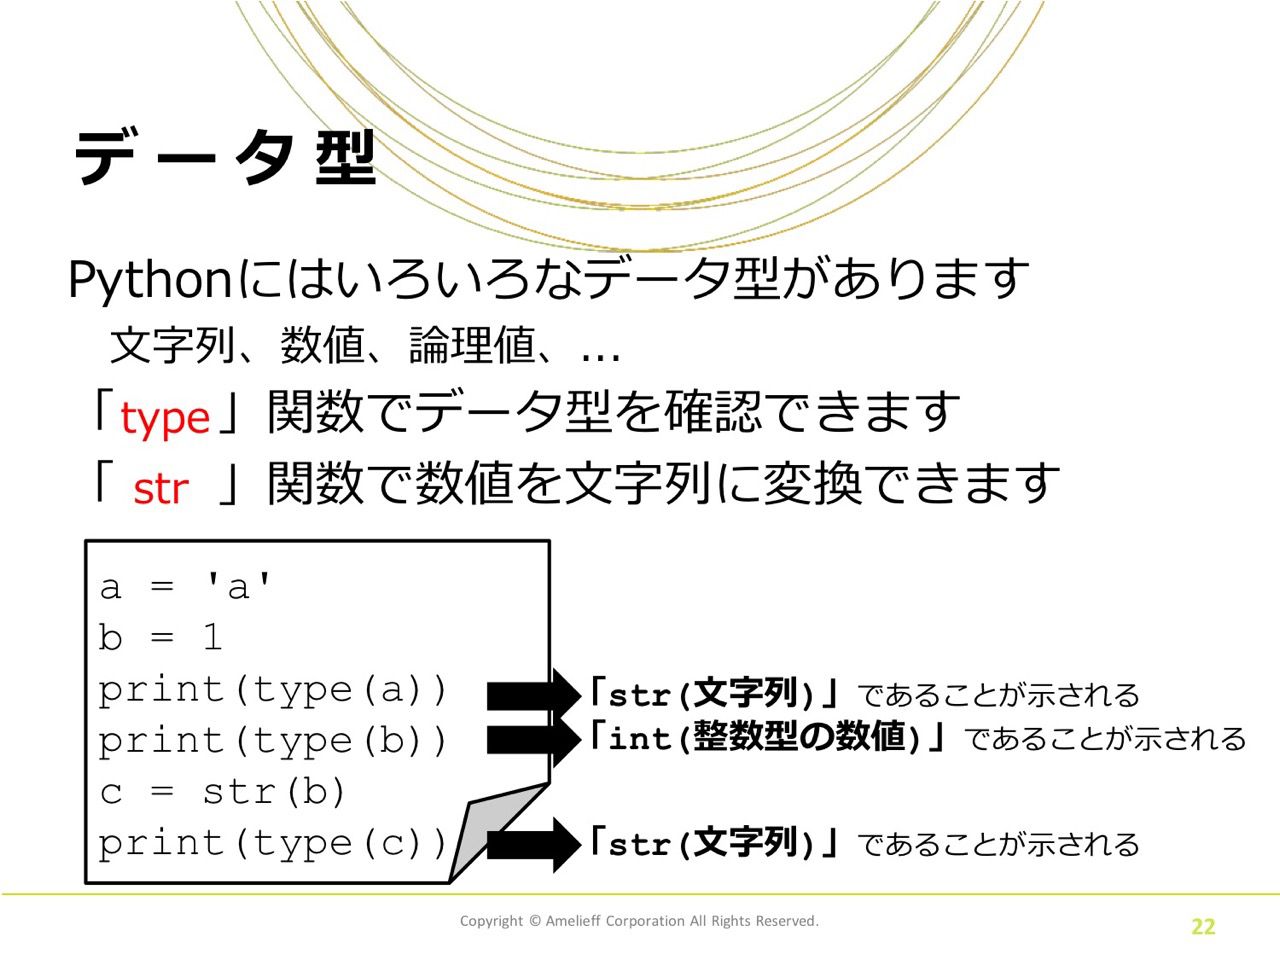 データ型
Pythonにはいろいろなデータ型があります
文字列、数値、論理値、...
「type」関数でデータ型を確認できます
「 str 」関数で数値を文字列に変換できます
a = 'a'
b = 1
print(type(a))
「str(文字列)」であることが示される
print(type(b))
「int(整数型の数値)」であることが示される
c = str(b)
print(type(c))
「str(文字列)」であることが示される
Copyright © Amelieff Corporation All Rights Reserved.
22